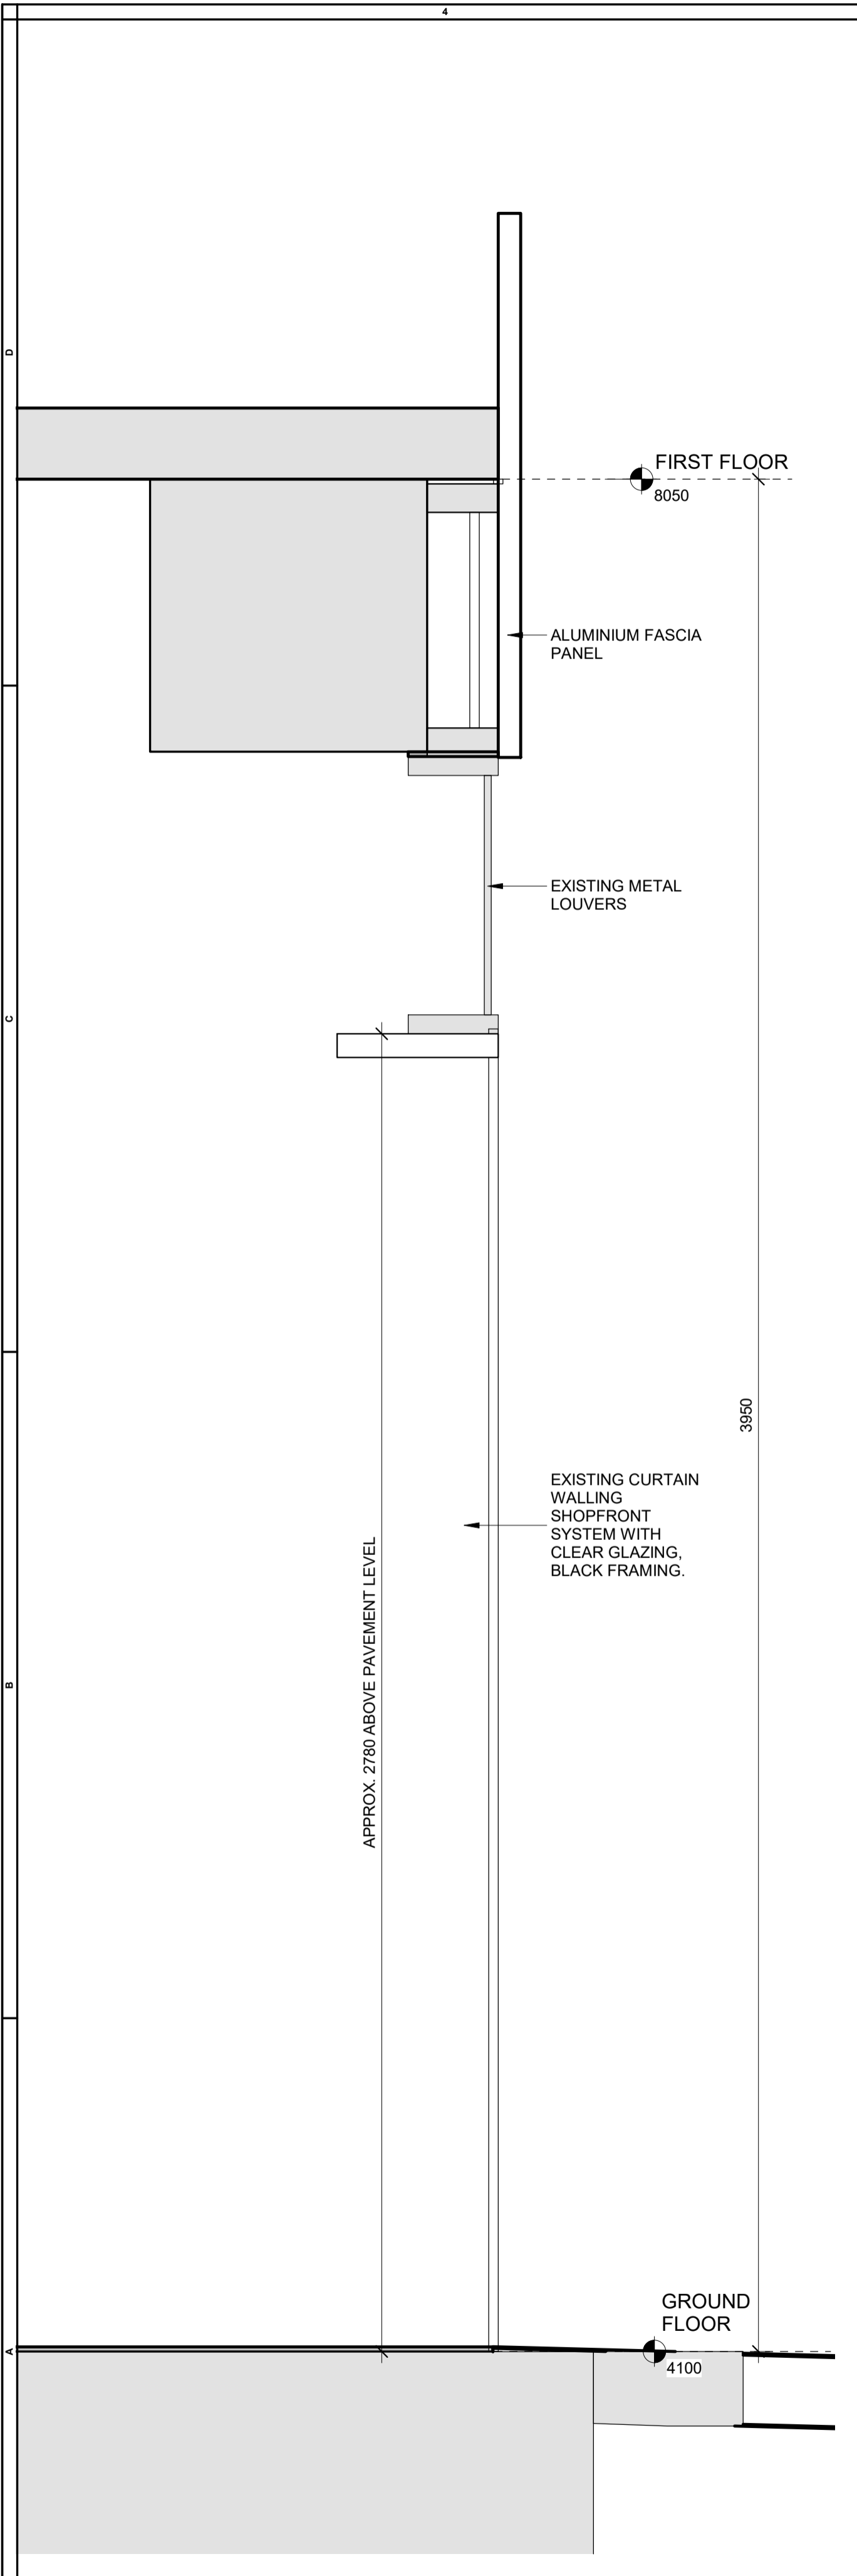 4
D
FIRST FLOOR
8050
ALUMINIUM FASCIA
PANEL
EXISTING METAL
LOUVERS
C
3950
EXISTING CURTAIN
WALLING
SHOPFRONT
SYSTEM WITH
CLEAR GLAZING,
BLACK FRAMING.
APPROX. 2780 ABOVE PAVEMENT LEVEL
B
GROUND
FLOOR
4100
A